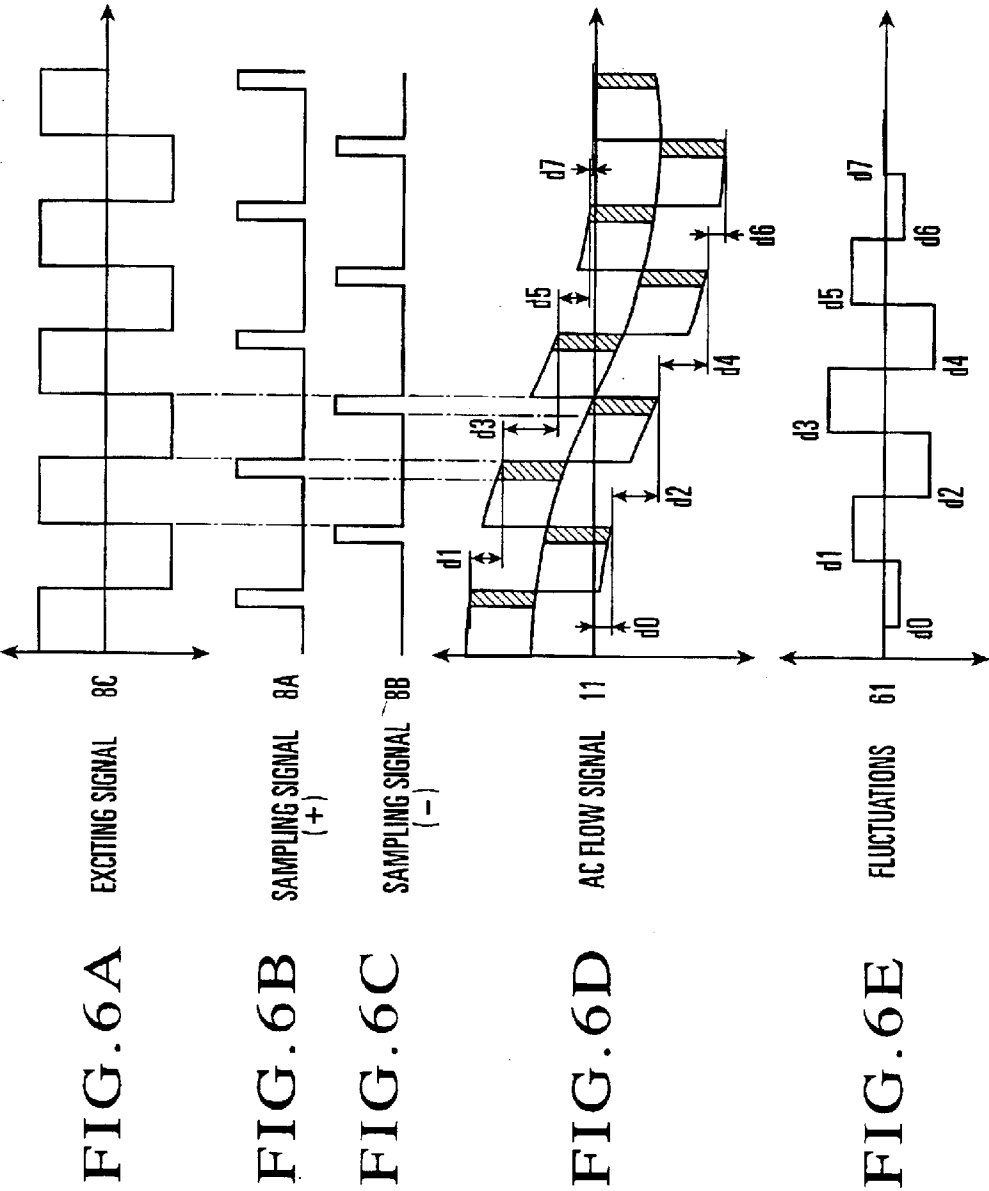 FIG.6A
EXCITING SIGNAL 8C
FIG.6B
SAMPLING SIGNAL 8A
(+)
FIG.6C
SAMPLING SIGNAL 8B
(-)
FIG.6D
AC FLOW SIGNAL 11
d0
d1
d2
d3
d4
d5
d6
d7
FIG.6E
FLUCTUATIONS 61
d0
d1
d2
d3
d4
d5
d6
d7